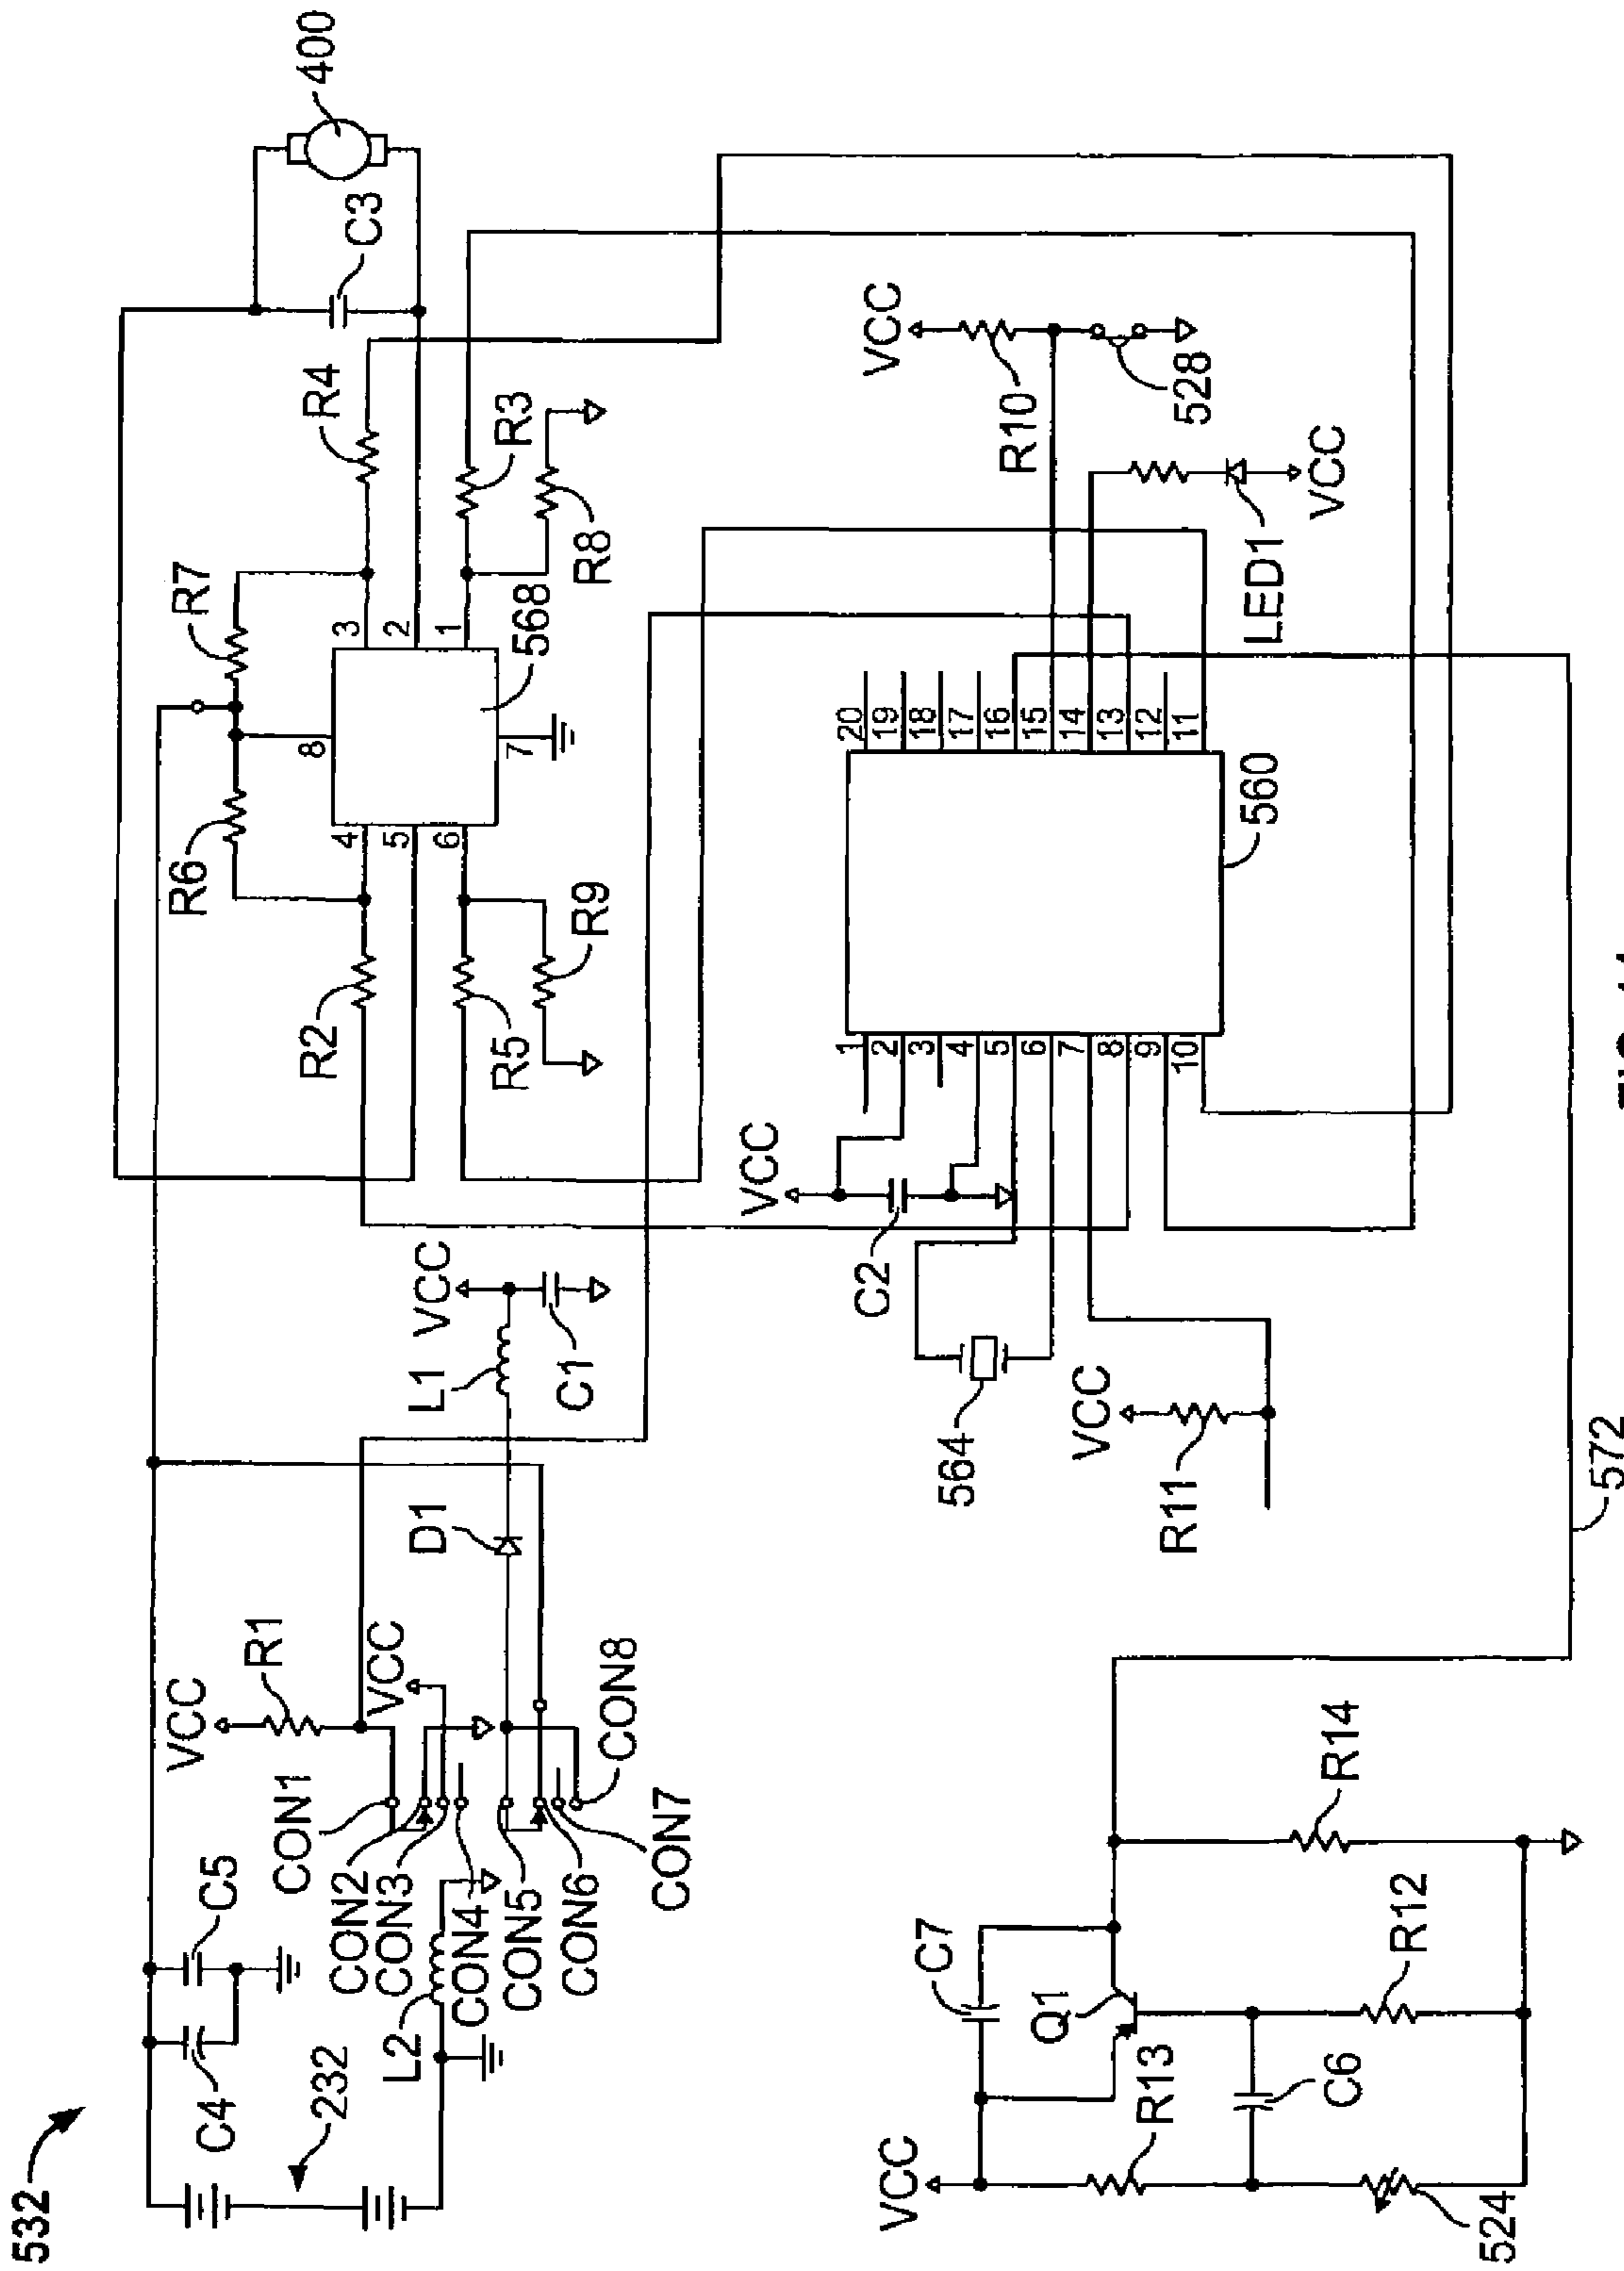 532
232
C4
C5
VCC
R1
CON1
CON2
CON3
CON4
CON5
CON6
CON7
CON8
VCC
L2
D1
L1
VCC
C1
R2
R6
R7
R4
R5
R9
R3
R8
4
5
6
8
7
3
2
1
568
C3
400
VCC
C7
Q1
R13
C6
R12
R14
524
572
VCC
R11
564
C2
VCC
1
2
3
4
5
6
7
8
9
10
20
19
18
17
16
15
14
13
12
11
560
VCC
R10
528
LED1
VCC